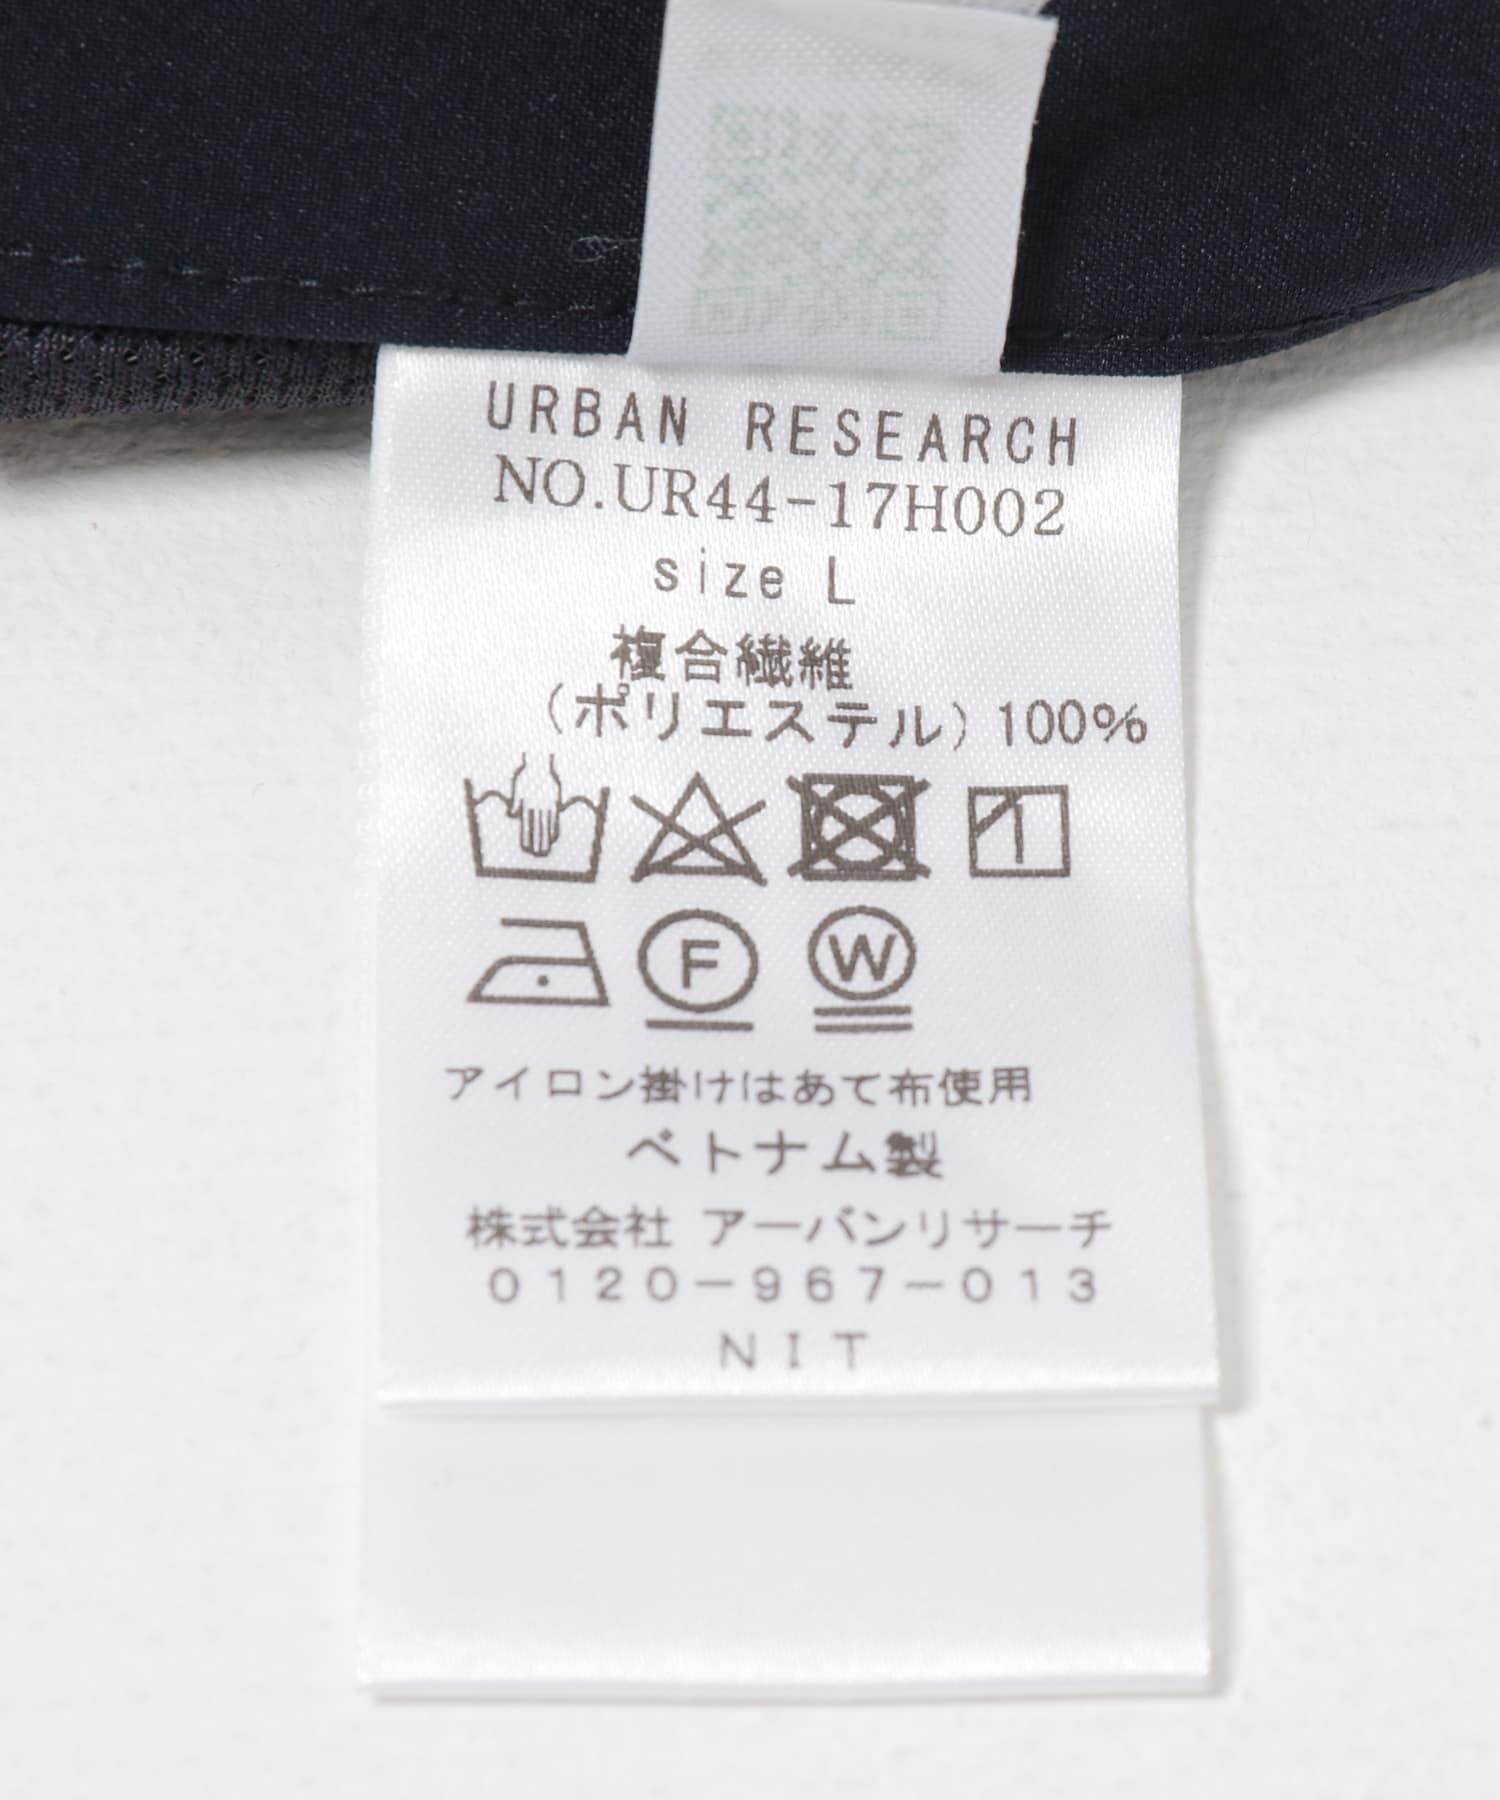 URBAN RESEARCH
NO.UR44-17H002
size L
複合繊維
(ポリエステル) 100%
F W
アイロン掛けはあて布使用
ベトナム製
株式会社 アーバンリサーチ
0120-967-013
NIT